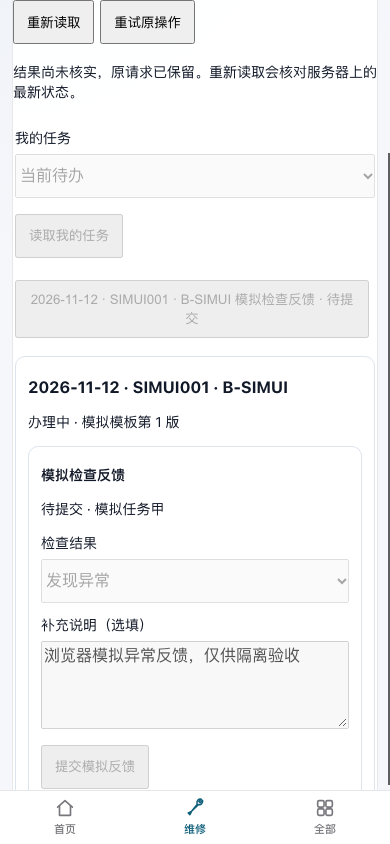 重新读取
重试原操作
结果尚未核实，原请求已保留。重新读取会核对服务器上的
最新状态。
我的任务
当前待办
读取我的任务
2026-11-12 · SIMUI001 · B-SIMUI 模拟检查反馈 · 待提
交
2026-11-12 · SIMUI001 · B-SIMUI
办理中 · 模拟模板第 1 版
模拟检查反馈
待提交 · 模拟任务甲
检查结果
发现异常
补充说明（选填）
浏览器模拟异常反馈，仅供隔离验收
提交模拟反馈
首页
维修
全部